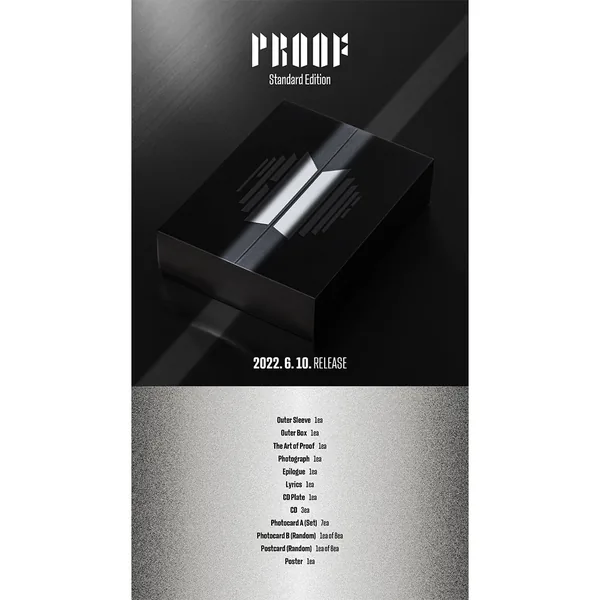 PROOF
Standard Edition
2022. 6. 10. RELEASE
Outer Sleeve 1ea
Outer Box 1ea
The Art of Proof 1ea
Photograph 1ea
Epilogue 1ea
Lyrics 1ea
CD Plate 1ea
CD 3ea
Photocard A (Set) 7ea
Photocard B (Random) 1ea of 8ea
Postcard (Random) 1ea of 8ea
Poster 1ea